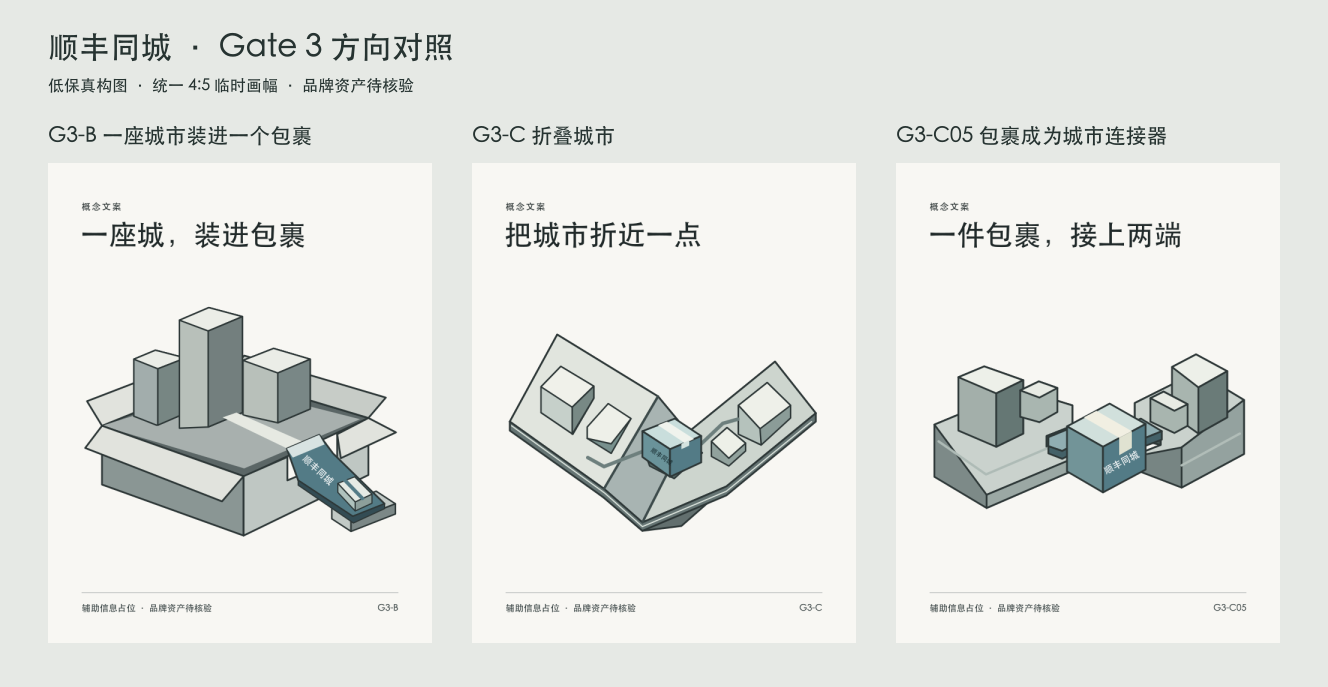 顺丰同城 · Gate 3 方向对照
低保真构图 · 统一 4:5 临时画幅 · 品牌资产待核验
G3-B 一座城市装进一个包裹
概念文案
一座城，装进包裹
顺丰同城
辅助信息占位 · 品牌资产待核验
G3-B
G3-C 折叠城市
概念文案
把城市折近一点
顺丰同城
辅助信息占位 · 品牌资产待核验
G3-C
G3-C05 包裹成为城市连接器
概念文案
一件包裹，接上两端
顺丰同城
辅助信息占位 · 品牌资产待核验
G3-C05